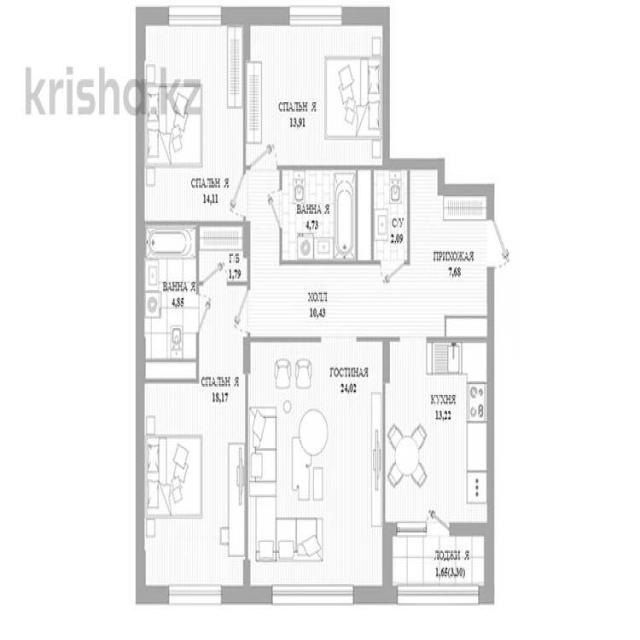 krisha.kz
СПАЛЬН Я
13,91
СПАЛЬН Я
14,11
ВАННА Я
4,73
С/У
2,09
ПРИХОЖАЯ
7,68
Г/Б
1,79
ВАННА Я
4,85
ХОЛЛ
10,43
СПАЛЬН Я
18,17
ГОСТИНАЯ
24,02
КУХНЯ
13,22
ЛОДЖИ Я
1,65(3,30)